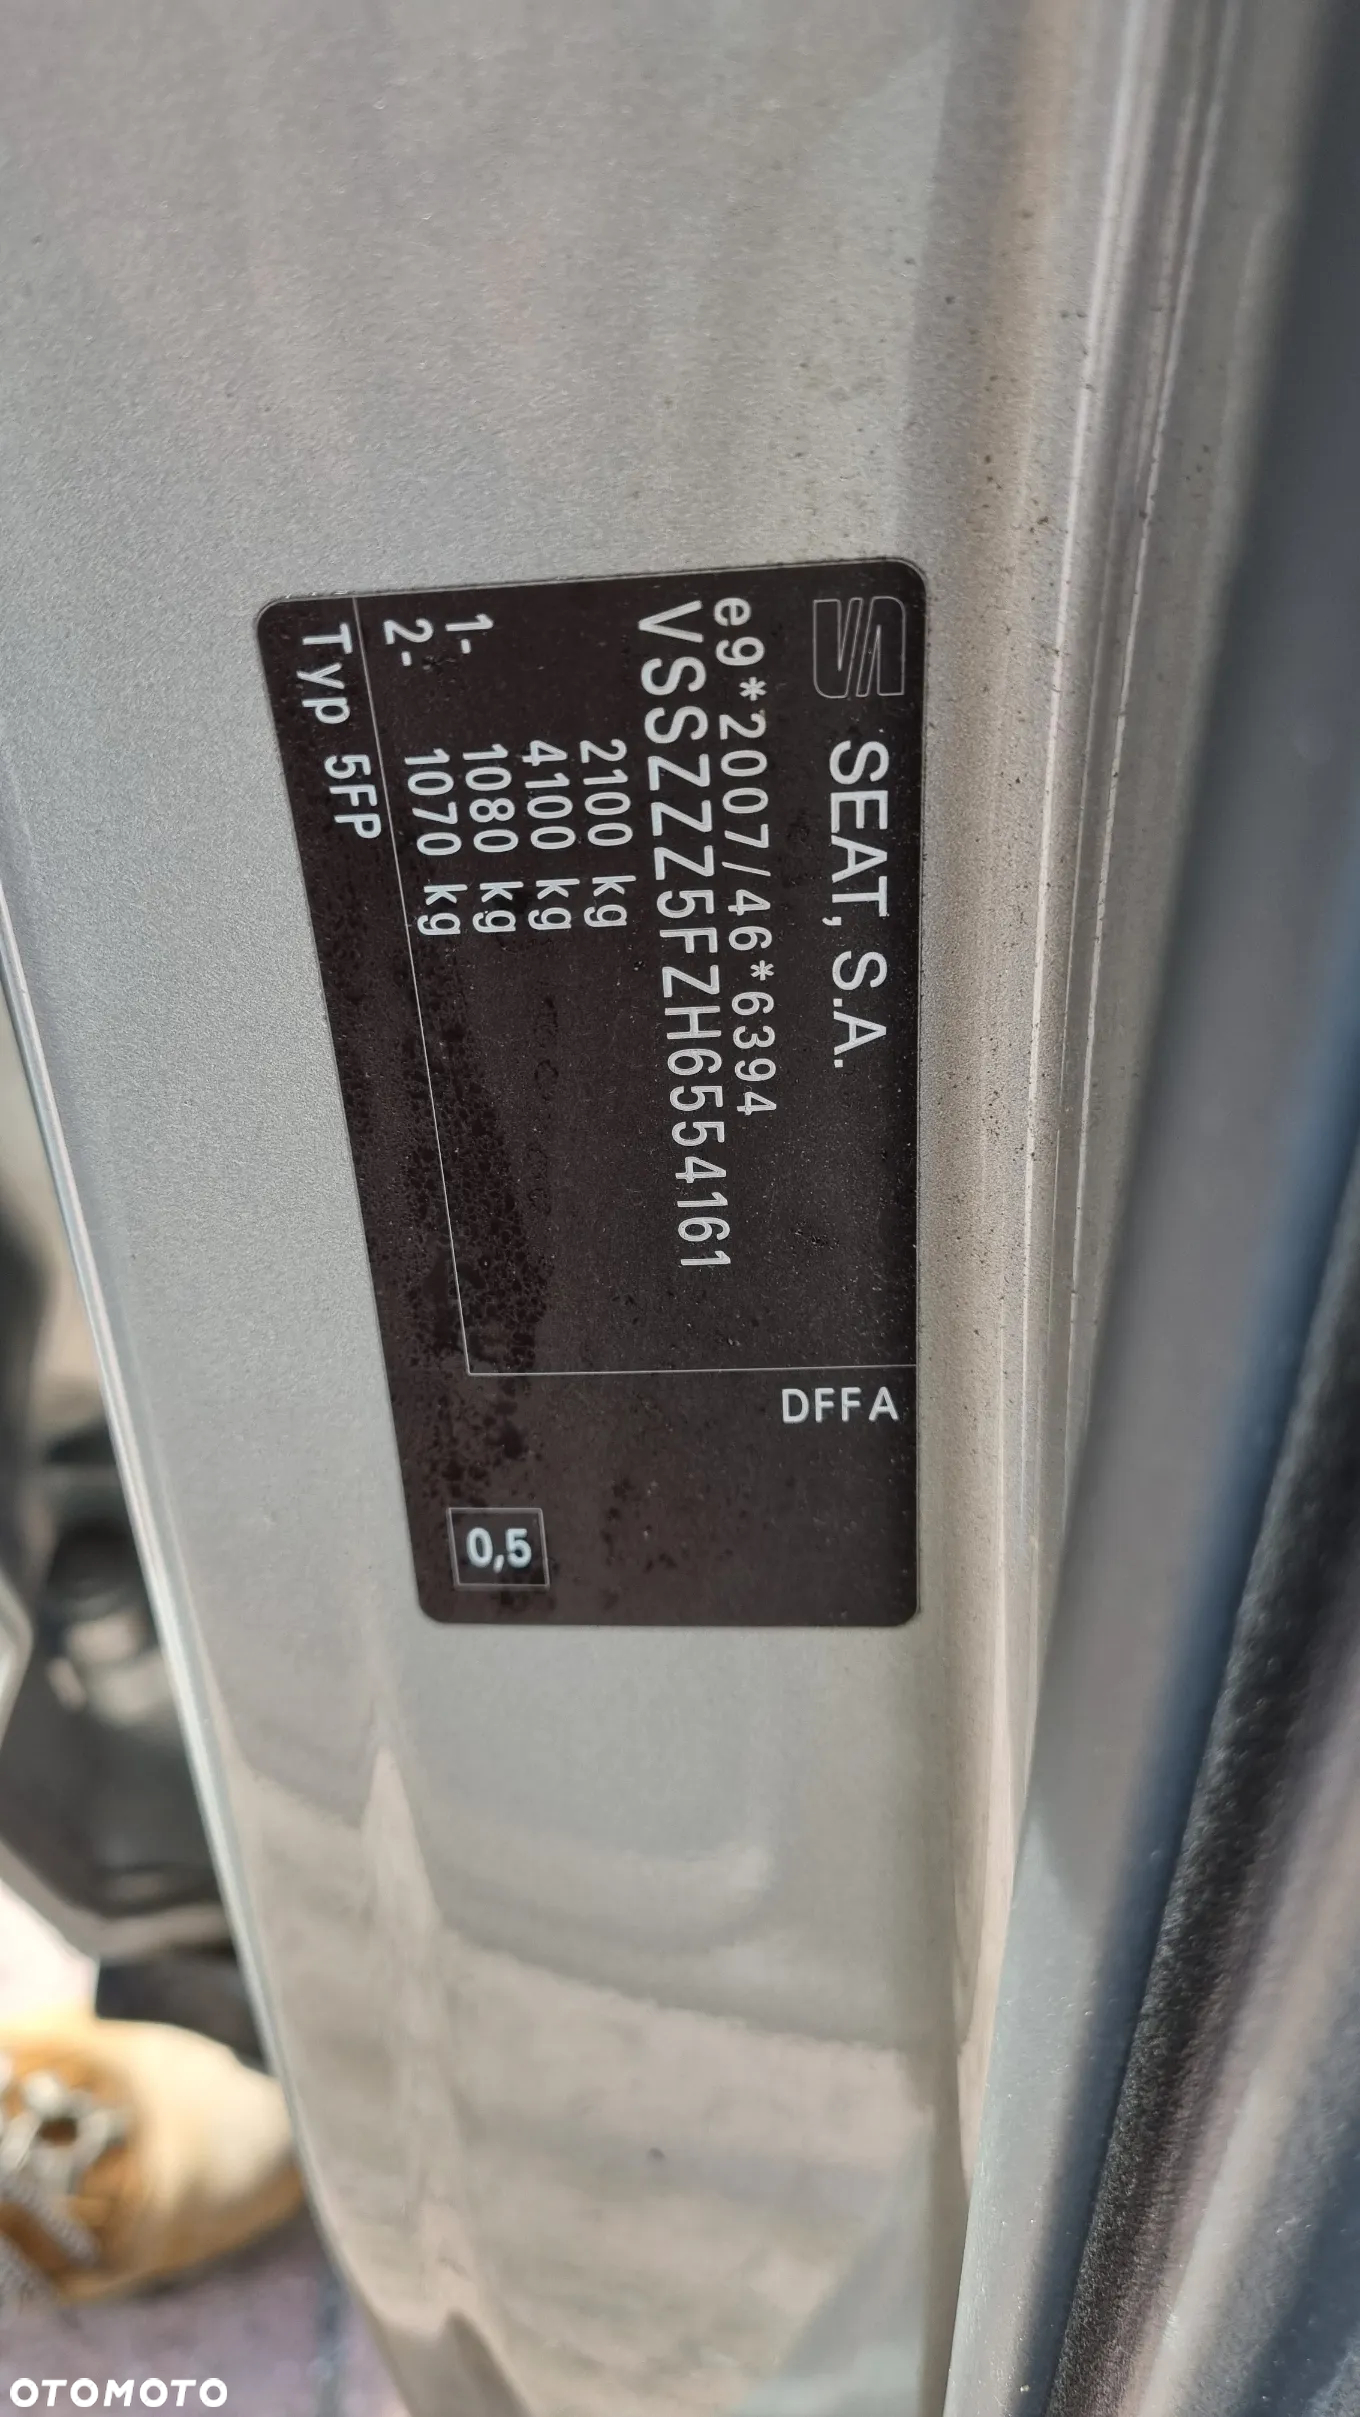 SEAT, S.A.
e9*2007/46*6394
VSSZZZ5FZH6554161
2100 kg
4100 kg
1- 1080 kg
2- 1070 kg
Typ 5FP
DFFA
0,5
OTOMOTO